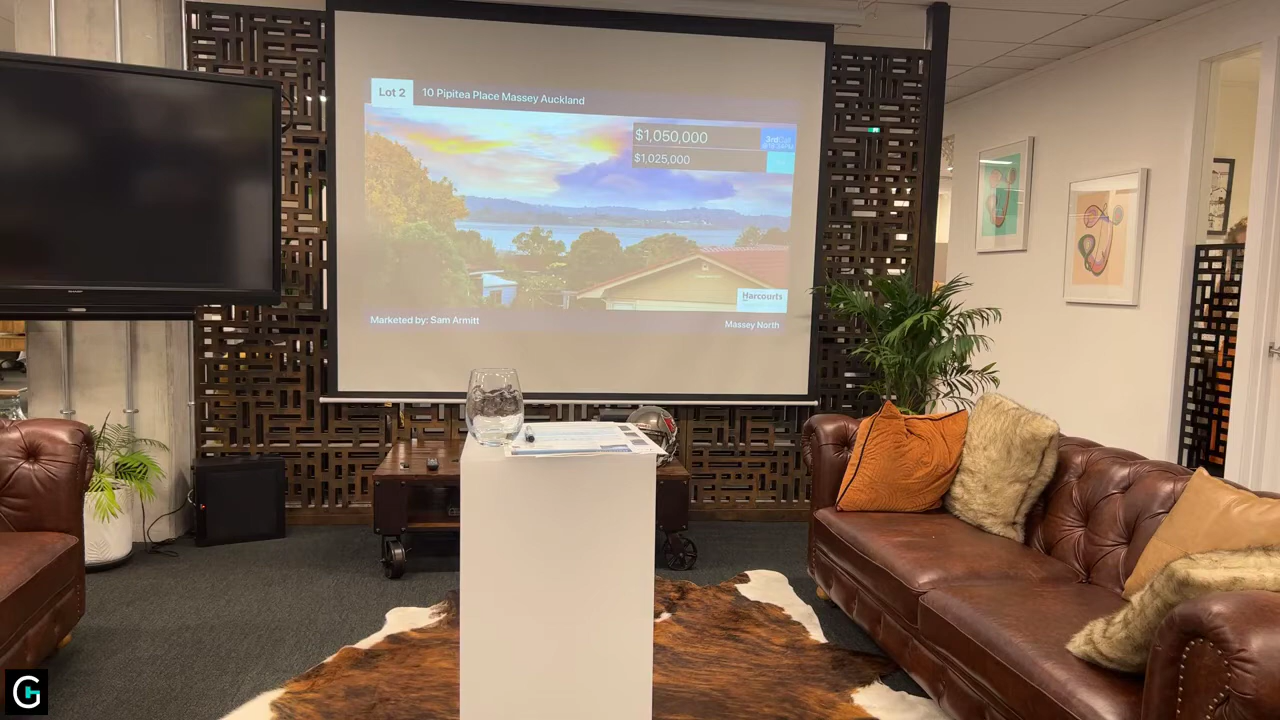 Lot 2
10 Pipitea Place Massey Auckland
$1,050,000
$1,025,000
3rdCall
Harcourts
Marketed by: Sam Armitt
Massey North
G